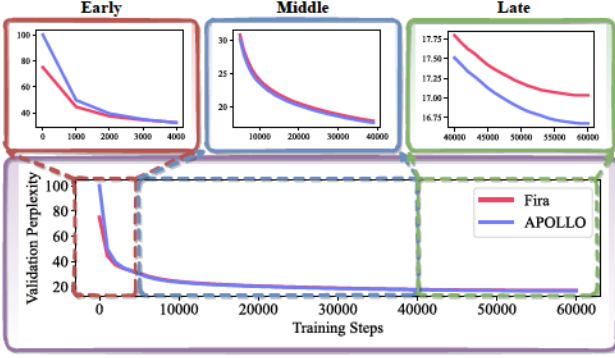 Early Middle Late
100
80
60
40
0 1000 2000 3000 4000
30
20
10000 20000 30000 39000
17.75
17.50
17.25
17.00
16.75
40000 45000 50000 55000 60000
Validation Perplexity
100
80
60
40
20
Fira
APOLLO
0 10000 20000 30000 40000 50000 60000
Training Steps